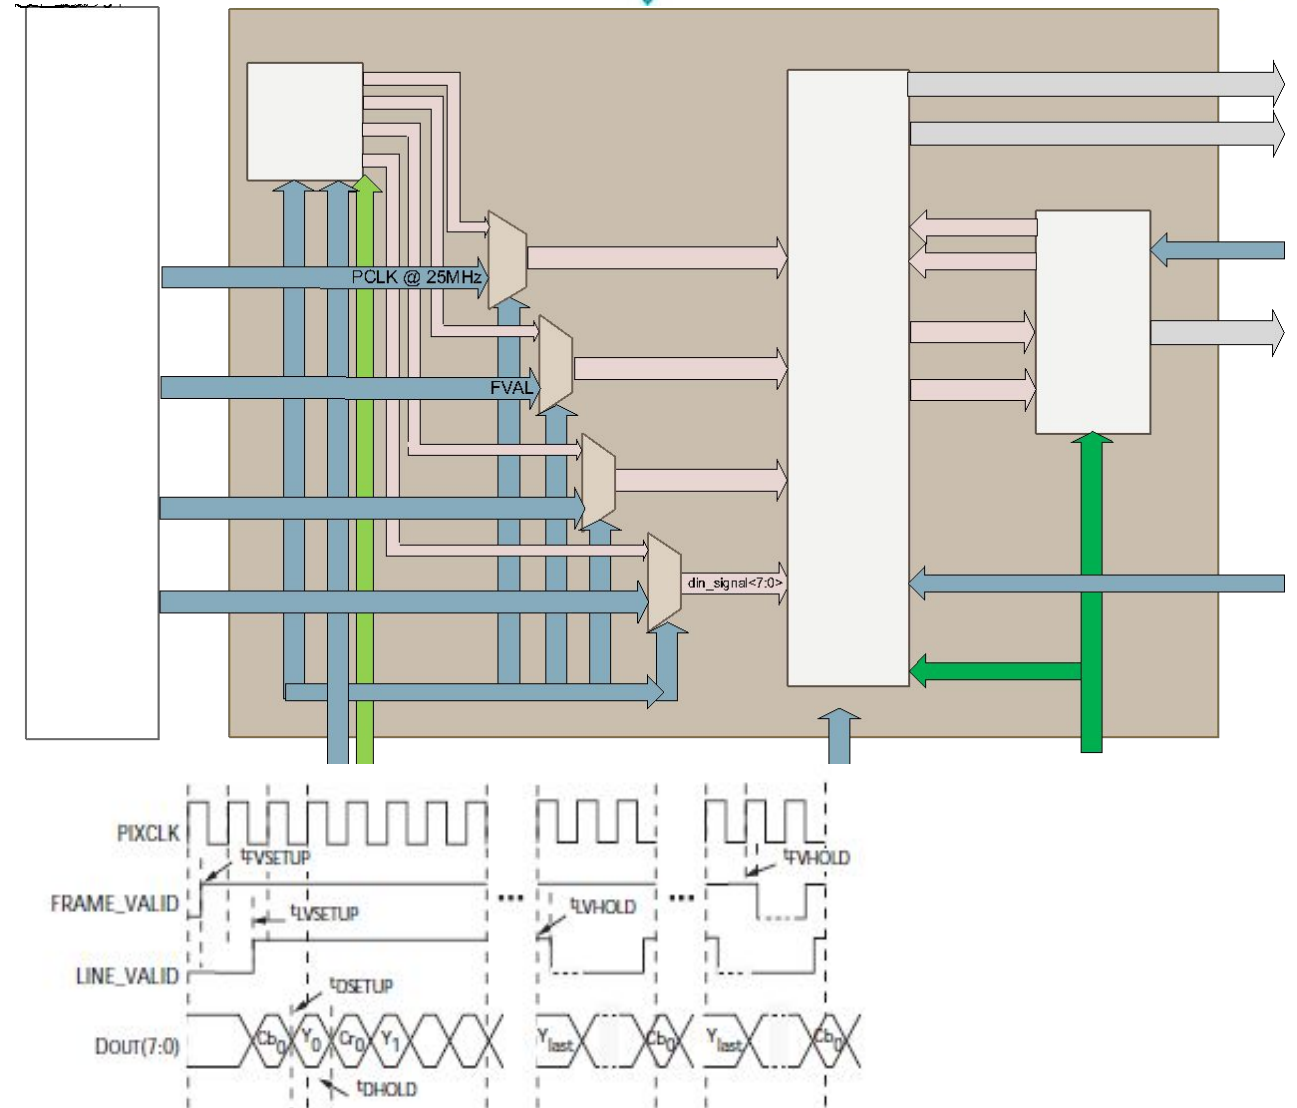 PCLK @ 25MHz
FVAL
din_signal<7:0>
PIXCLK
tFVSETUP
tFVHOLD
FRAME_VALID
tLVSETUP
tLVHOLD
LINE_VALID
tDSETUP
DOUT(7:0)
Cb0 Y0 Cr0 Y1 Ylast Cb0 Ylast Cb0
tDHOLD